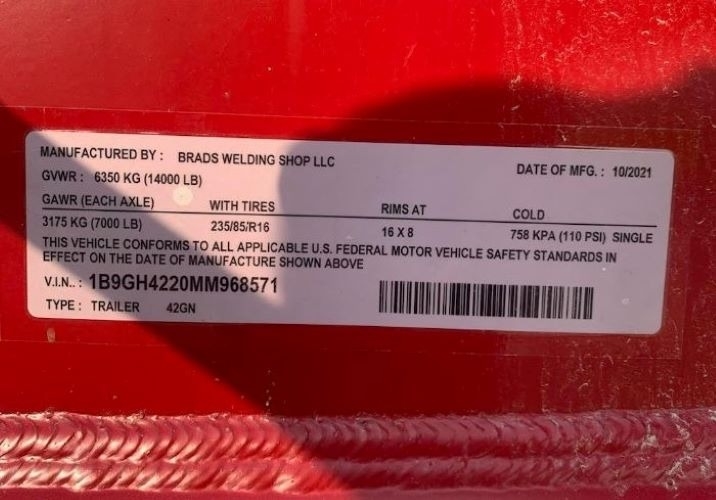 MANUFACTURED BY : BRADS WELDING SHOP LLC
DATE OF MFG. : 10/2021
GVWR : 6350 KG (14000 LB)
GAWR (EACH AXLE) WITH TIRES RIMS AT COLD
3175 KG (7000 LB) 235/85/R16 16 X 8 758 KPA (110 PSI) SINGLE
THIS VEHICLE CONFORMS TO ALL APPLICABLE U.S. FEDERAL MOTOR VEHICLE SAFETY STANDARDS IN
EFFECT ON THE DATE OF MANUFACTURE SHOWN ABOVE
V.I.N.. : 1B9GH4220MM968571
TYPE : TRAILER 42GN